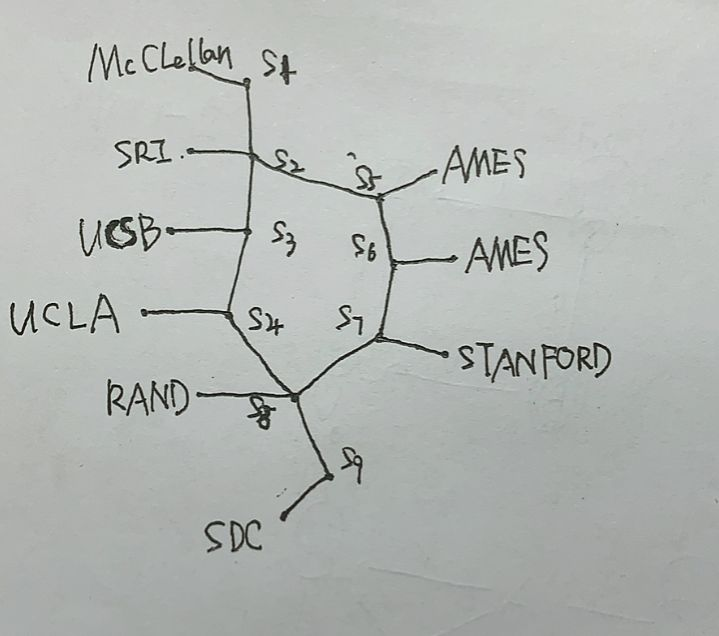 McClellan S1
SRI. S2 S5 AMES
UCSB S3 S6 AMES
UCLA S4 S7
STANFORD
RAND S8
S9
SDC